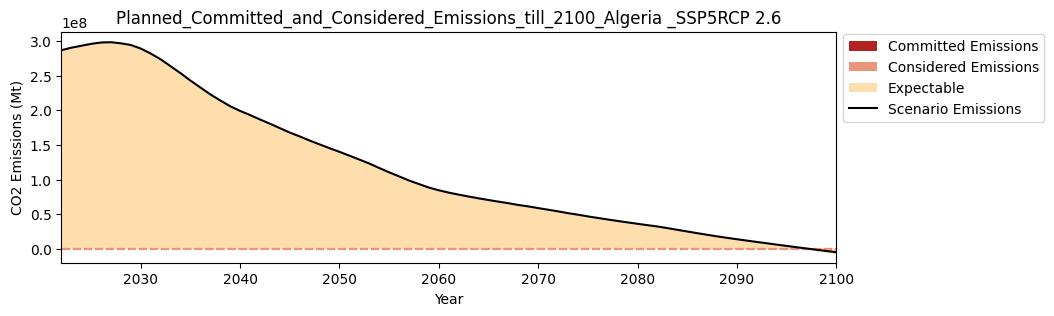 Planned_Committed_and_Considered_Emissions_till_2100_Algeria _SSP5RCP 2.6
1e8
3.0
2.5
2.0
1.5
1.0
0.5
0.0
CO2 Emissions (Mt)
2030 2040 2050 2060 2070 2080 2090 2100
Year
Committed Emissions
Considered Emissions
Expectable
Scenario Emissions